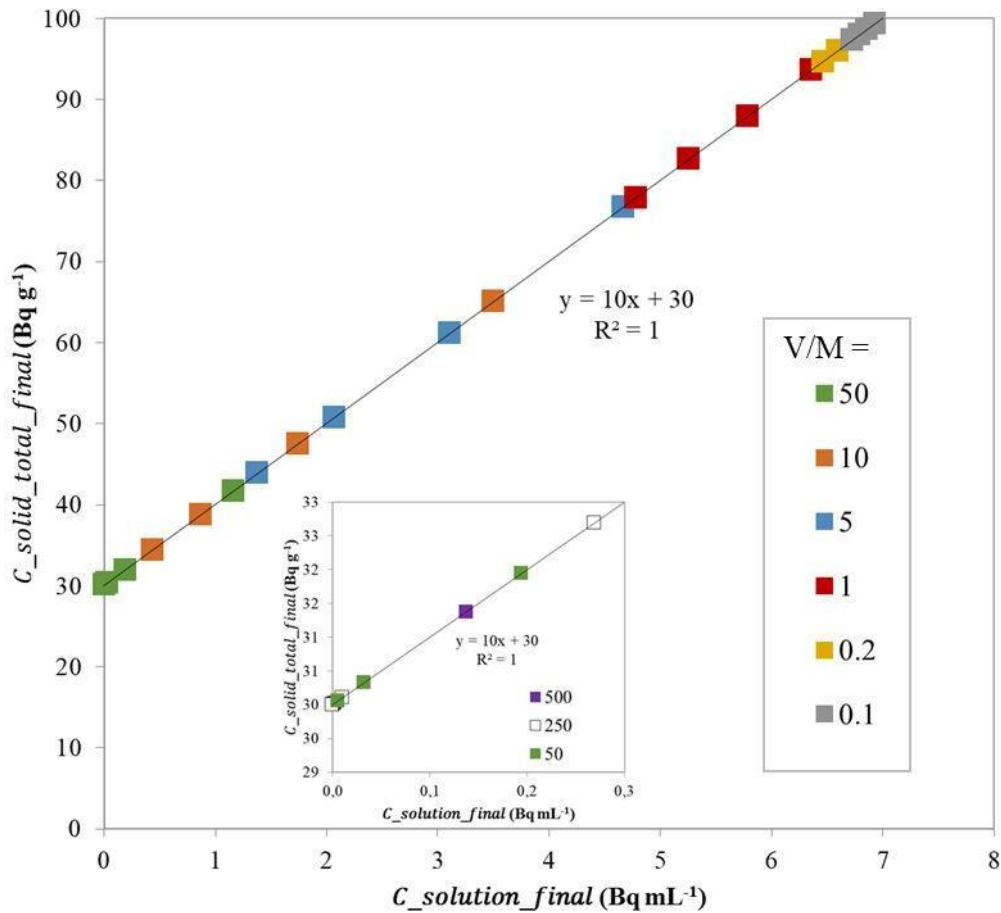 100
90
80
70
60
50
40
30
20
10
0
C_solid_total_final (Bq g⁻¹)
y = 10x + 30
R² = 1
V/M =
50
10
5
1
0.2
0.1
33
33
32
32
31
31
30
30
29
C_solid_total_final (Bq g⁻¹)
y = 10x + 30
R² = 1
500
250
50
0,0 0,1 0,2 0,3
C_solution_final (Bq mL⁻¹)
0 1 2 3 4 5 6 7 8
C_solution_final (Bq mL⁻¹)